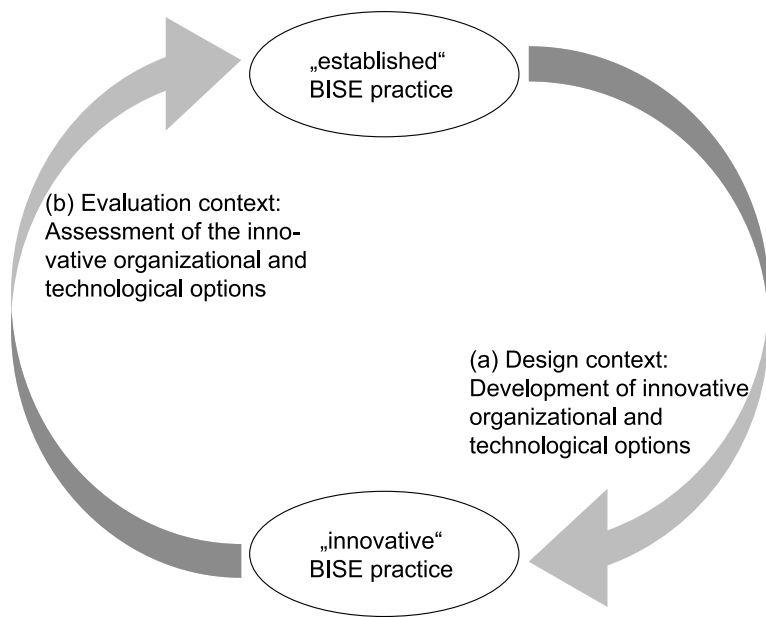 „established“
BISE practice
(b) Evaluation context:
Assessment of the inno-
vative organizational and
technological options
(a) Design context:
Development of innovative
organizational and
technological options
„innovative“
BISE practice